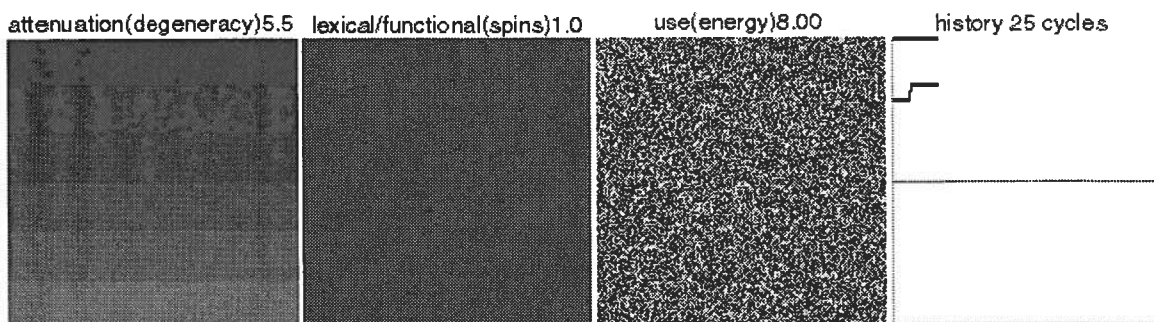 attenuation(degeneracy)5.5
lexical/functional(spins)1.0
use(energy)8.00
history 25 cycles